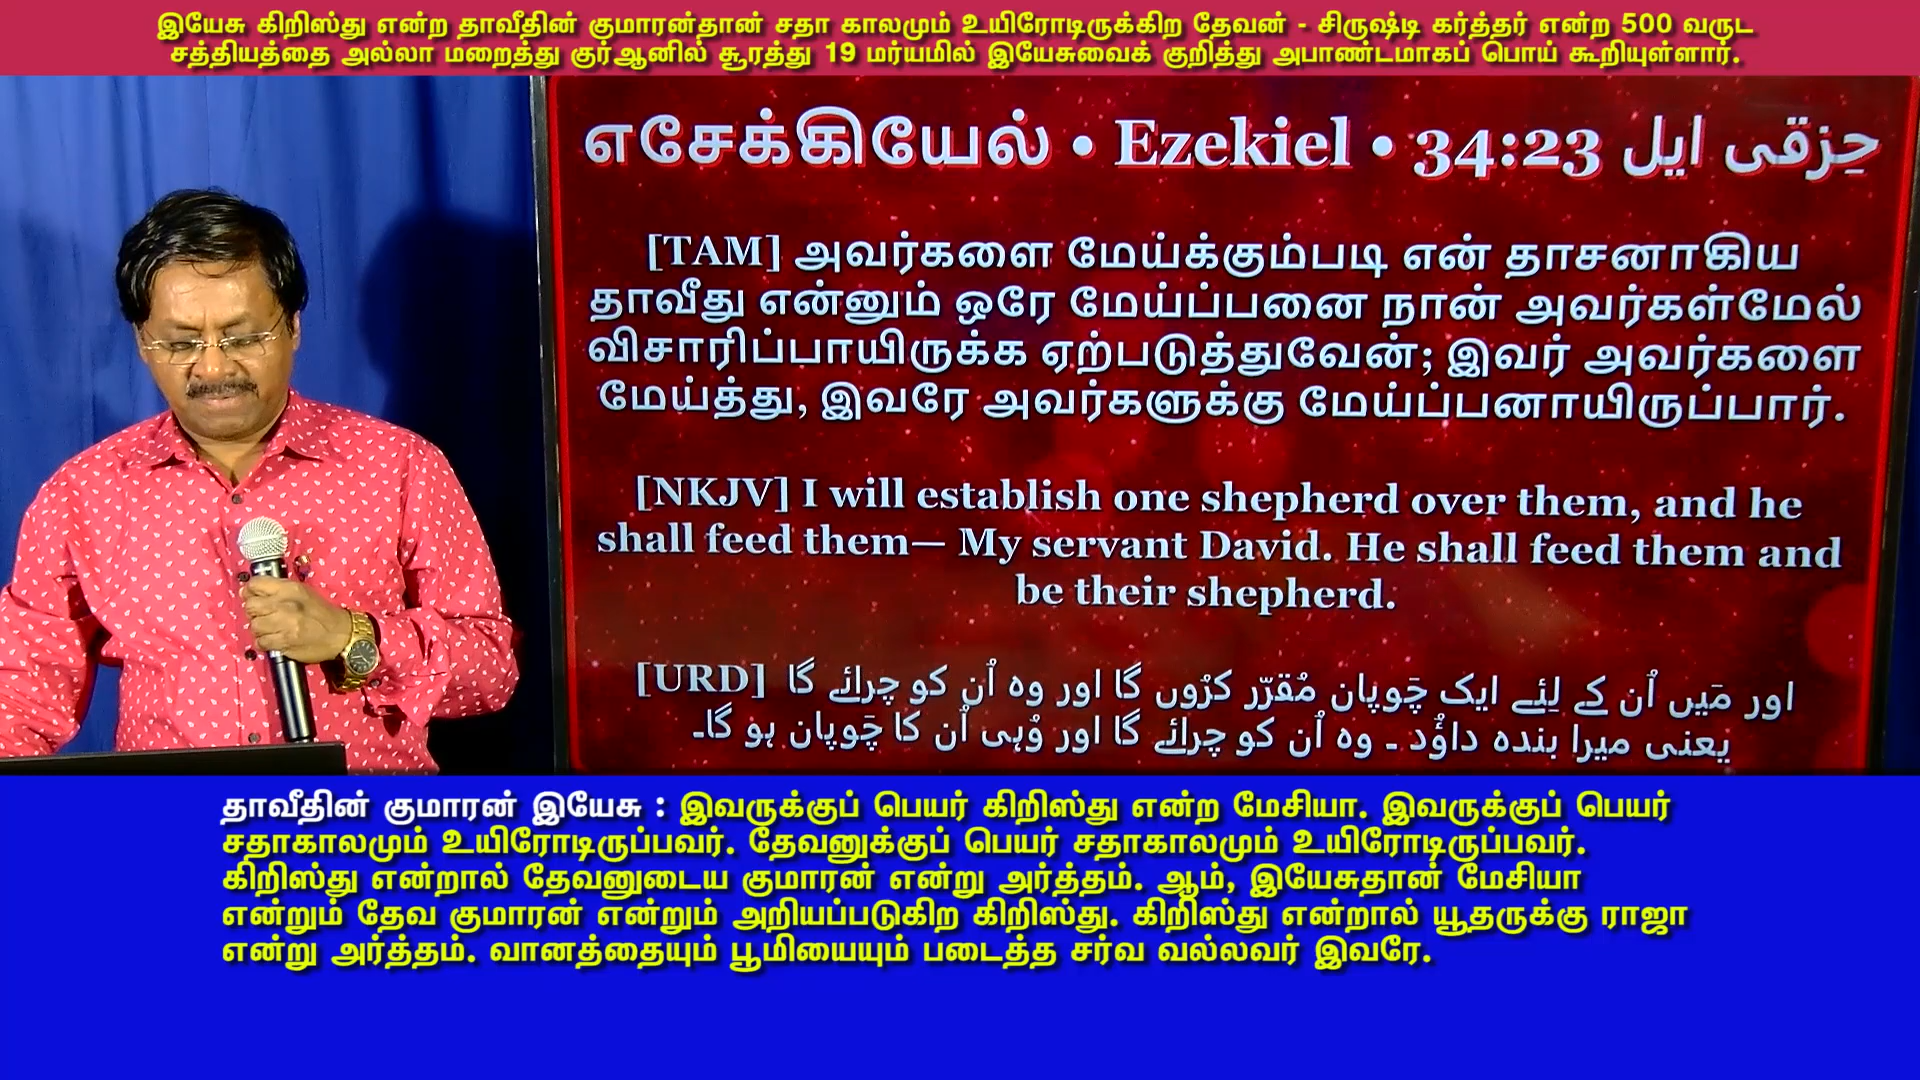 இயேசு கிறிஸ்து என்ற தாவீதின் குமாரன்தான் சதா காலமும் உயிரோடிருக்கிற தேவன் - சிருஷ்டி கர்த்தர் என்ற 500 வருட
சத்தியத்தை அல்லா மறைத்து குர்ஆனில் சூரத்து 19 மர்யமில் இயேசுவைக் குறித்து அபாண்டமாகப் பொய் கூறியுள்ளார்.
எசேக்கியேல் • Ezekiel • 34:23 حِزقی ایل
[TAM] அவர்களை மேய்க்கும்படி என் தாசனாகிய
தாவீது என்னும் ஒரே மேய்ப்பனை நான் அவர்கள்மேல்
விசாரிப்பாயிருக்க ஏற்படுத்துவேன்; இவர் அவர்களை
மேய்த்து, இவரே அவர்களுக்கு மேய்ப்பனாயிருப்பார்.
[NKJV] I will establish one shepherd over them, and he
shall feed them— My servant David. He shall feed them and
be their shepherd.
[URD] اور مَیں اُن کے لِئے ایک چَوپان مُقرّر کرُوں گا اور وہ اُن کو چرائے گا
یعنی میرا بندہ داؤُد ۔ وہ اُن کو چرائے گا اور وُہی اُن کا چَوپان ہو گا۔
தாவீதின் குமாரன் இயேசு : இவருக்குப் பெயர் கிறிஸ்து என்ற மேசியா. இவருக்குப் பெயர்
சதாகாலமும் உயிரோடிருப்பவர். தேவனுக்குப் பெயர் சதாகாலமும் உயிரோடிருப்பவர்.
கிறிஸ்து என்றால் தேவனுடைய குமாரன் என்று அர்த்தம். ஆம், இயேசுதான் மேசியா
என்றும் தேவ குமாரன் என்றும் அறியப்படுகிற கிறிஸ்து. கிறிஸ்து என்றால் யூதருக்கு ராஜா
என்று அர்த்தம். வானத்தையும் பூமியையும் படைத்த சர்வ வல்லவர் இவரே.